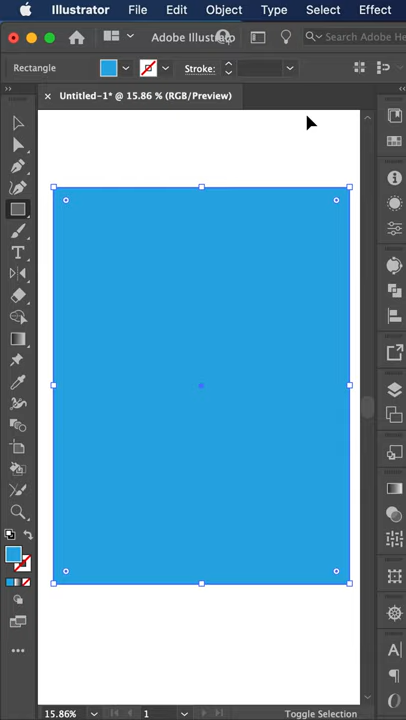 Illustrator File Edit Object Type Select Effect
Adobe Illustrator Search Adobe He
Rectangle Stroke:
Untitled-1* @ 15.86 % (RGB/Preview)
15.86% 1 Toggle Selection